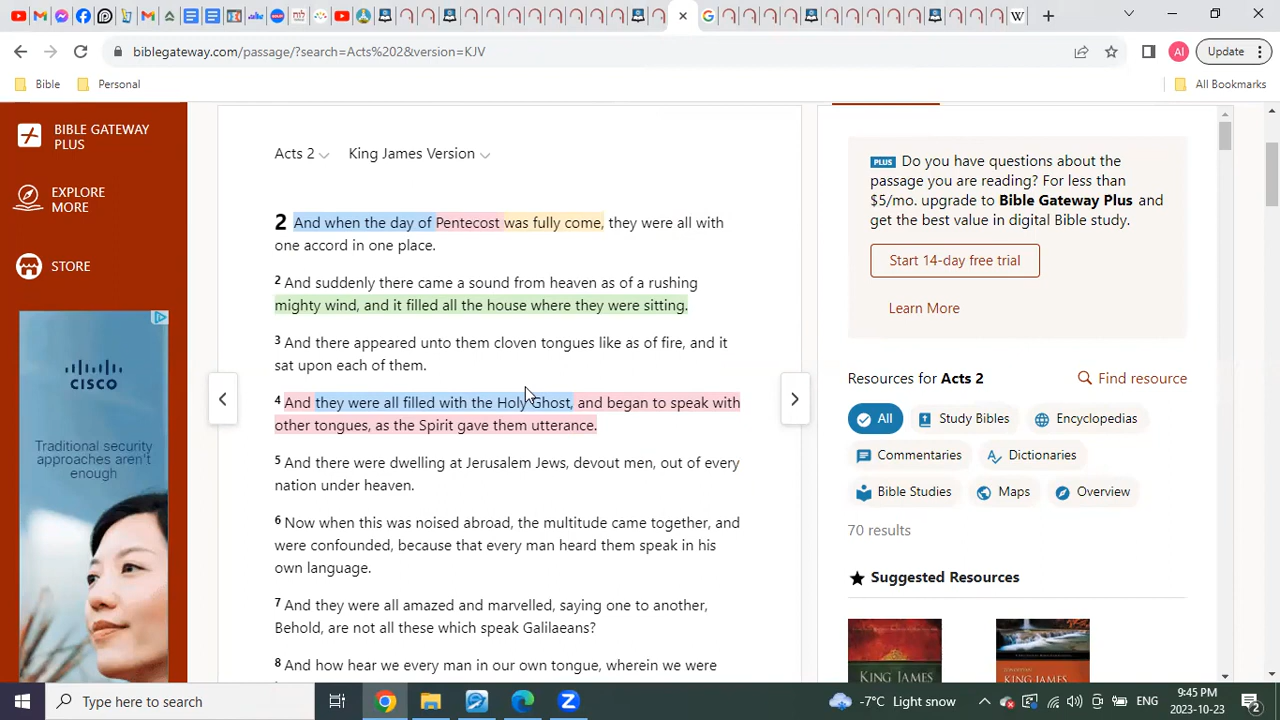 biblegateway.com/passage/?search=Acts%202&version=KJV
AI
Update
Bible
Personal
All Bookmarks
BIBLE GATEWAY
PLUS
EXPLORE
MORE
STORE
CISCO
Traditional security
approaches aren't
enough
Acts 2
King James Version
2 And when the day of Pentecost was fully come, they were all with
one accord in one place.
2 And suddenly there came a sound from heaven as of a rushing
mighty wind, and it filled all the house where they were sitting.
3 And there appeared unto them cloven tongues like as of fire, and it
sat upon each of them.
4 And they were all filled with the Holy Ghost, and began to speak with
other tongues, as the Spirit gave them utterance.
5 And there were dwelling at Jerusalem Jews, devout men, out of every
nation under heaven.
6 Now when this was noised abroad, the multitude came together, and
were confounded, because that every man heard them speak in his
own language.
7 And they were all amazed and marvelled, saying one to another,
Behold, are not all these which speak Galilaeans?
8 And how hear we every man in our own tongue, wherein we were
PLUS Do you have questions about the
passage you are reading? For less than
$5/mo. upgrade to Bible Gateway Plus and
get the best value in digital Bible study.
Start 14-day free trial
Learn More
Resources for Acts 2
Find resource
All
Study Bibles
Encyclopedias
Commentaries
Dictionaries
Bible Studies
Maps
Overview
70 results
Suggested Resources
KING JAMES
KING JAMES
Type here to search
-7°C Light snow
ENG
9:45 PM
2023-10-23
2